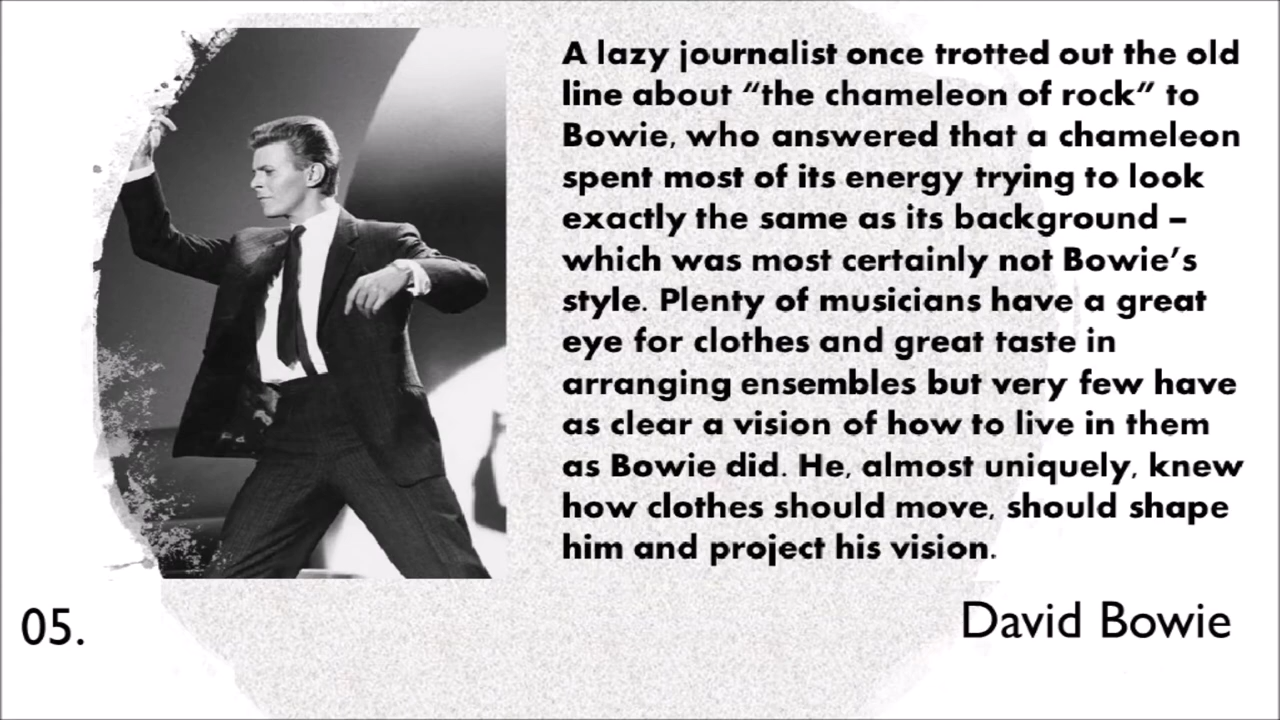 A lazy journalist once trotted out the old
line about “the chameleon of rock” to
Bowie, who answered that a chameleon
spent most of its energy trying to look
exactly the same as its background –
which was most certainly not Bowie’s
style. Plenty of musicians have a great
eye for clothes and great taste in
arranging ensembles but very few have
as clear a vision of how to live in them
as Bowie did. He, almost uniquely, knew
how clothes should move, should shape
him and project his vision.
05.
David Bowie